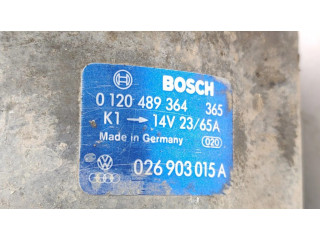 BOSCH
0 120 489 364 365
K1 → 14V 23/65A
Made in Germany 020
026 903 015 A